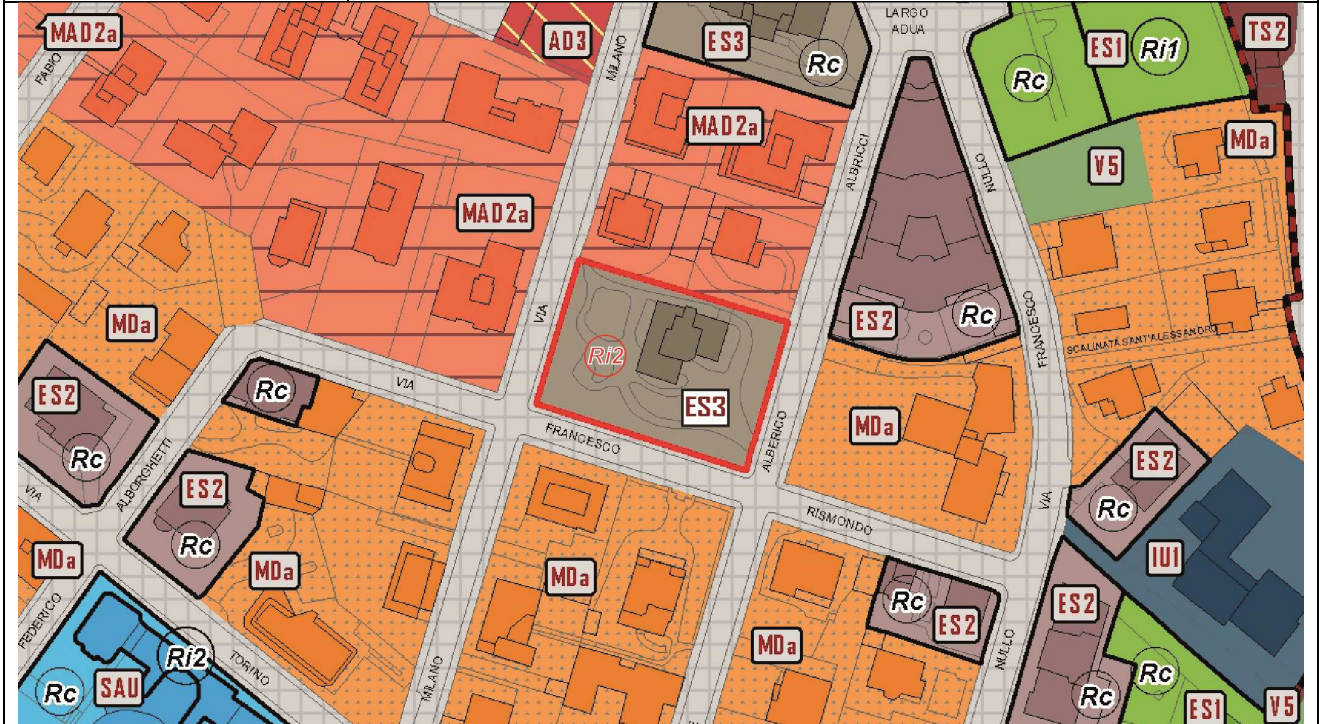 MAD2a
FABIO
AD3
MILANO
ES3
Rc
LARGO
ADUA
Rc
ES1
Ri1
TS2
MAD2a
MDa
ALBRICCI
NULLO
V5
MAD2a
MDa
VIA
Ri2
ES3
ES2
Rc
FRANCESCO
SCALINATA SANT'ALESSANDRO
ES2
Rc
Rc
VIA
FRANCESCO
ALBERICO
MDa
ES2
Rc
VIA
ALBORGHETTI
ES2
Rc
RISMONDO
VIA
IU1
MDa
MDa
MDa
Rc
ES2
ES2
FEDERICO
TORINO
Ri2
Rc
SAU
MILANO
MDa
NULLO
Rc
Rc
ES1
V5